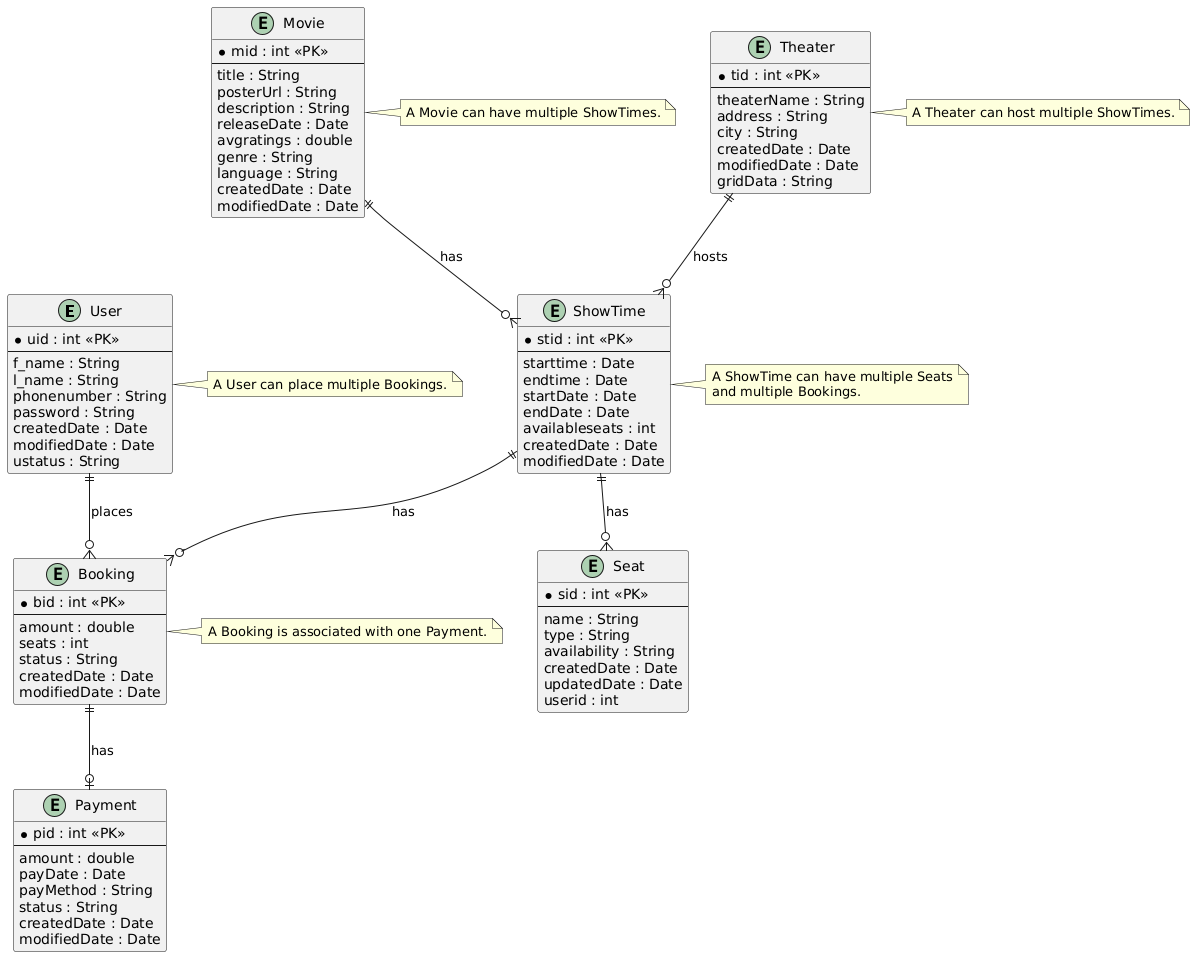 E Movie
mid : int «PK»
title : String
posterUrl : String
description : String
releaseDate : Date
avgratings : double
genre : String
language : String
createdDate : Date
modifiedDate : Date
A Movie can have multiple ShowTimes.
E Theater
tid : int «PK»
theaterName : String
address : String
city : String
createdDate : Date
modifiedDate : Date
gridData : String
A Theater can host multiple ShowTimes.
has
hosts
E User
uid : int «PK»
f_name : String
l_name : String
phonenumber : String
password : String
createdDate : Date
modifiedDate : Date
ustatus : String
A User can place multiple Bookings.
E ShowTime
stid : int «PK»
starttime : Date
endtime : Date
startDate : Date
endDate : Date
availableseats : int
createdDate : Date
modifiedDate : Date
A ShowTime can have multiple Seats
and multiple Bookings.
places
has
has
E Booking
bid : int «PK»
amount : double
seats : int
status : String
createdDate : Date
modifiedDate : Date
A Booking is associated with one Payment.
E Seat
sid : int «PK»
name : String
type : String
availability : String
createdDate : Date
updatedDate : Date
userid : int
has
E Payment
pid : int «PK»
amount : double
payDate : Date
payMethod : String
status : String
createdDate : Date
modifiedDate : Date